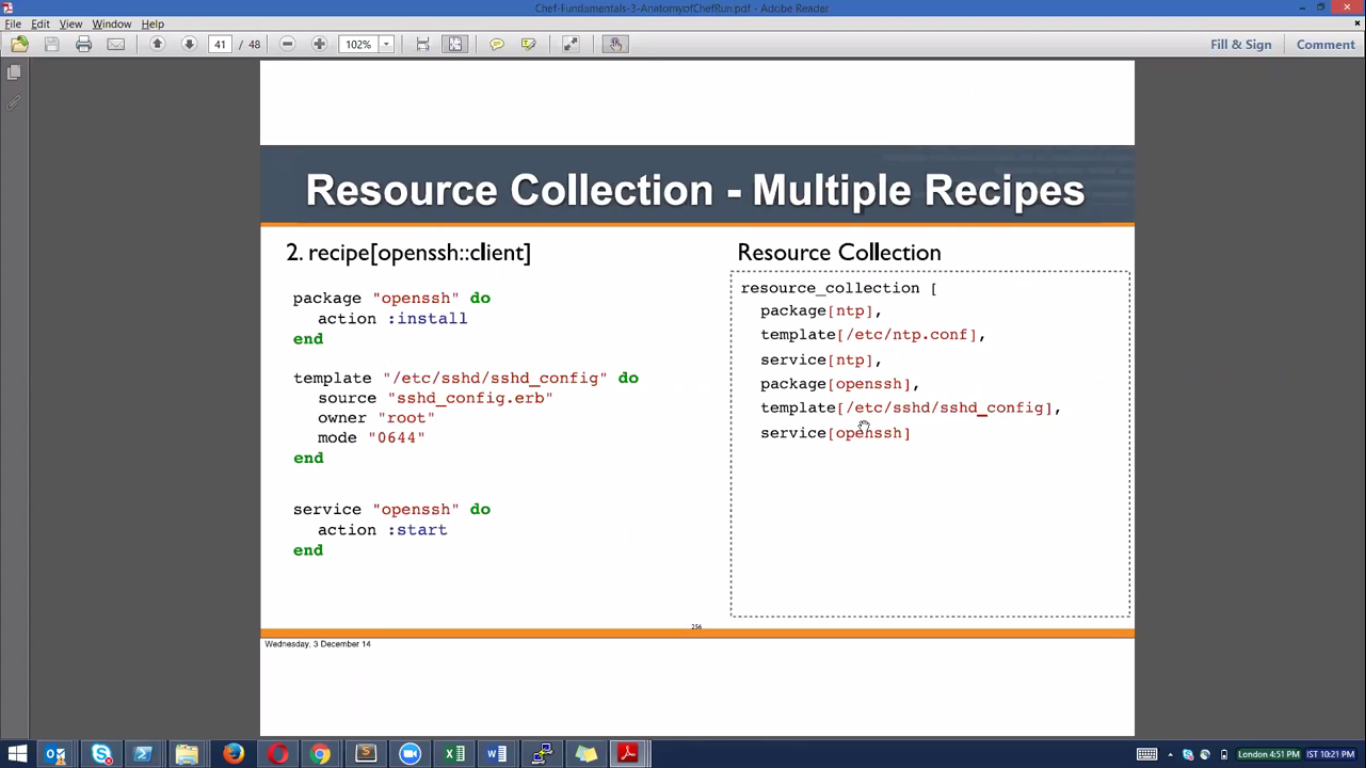 Chef-Fundamentals-3-AnatomyofChefRun.pdf - Adobe Reader
File Edit View Window Help
41 / 48 102% Fill & Sign Comment
Resource Collection - Multiple Recipes
2. recipe[openssh::client]
package "openssh" do
action :install
end
template "/etc/sshd/sshd_config" do
source "sshd_config.erb"
owner "root"
mode "0644"
end
service "openssh" do
action :start
end
Resource Collection
resource_collection [
package[ntp],
template[/etc/ntp.conf],
service[ntp],
package[openssh],
template[/etc/sshd/sshd_config],
service[openssh]
256
Wednesday, 3 December 14
London 4:51 PM IST 10:21 PM